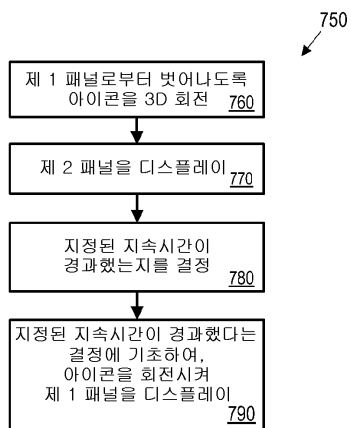 750
제 1 패널로부터 벗어나도록
아이콘을 3D 회전
760
제 2 패널을 디스플레이
770
지정된 지속시간이
경과했는지를 결정
780
지정된 지속시간이 경과했다는
결정에 기초하여,
아이콘을 회전시켜
제 1 패널을 디스플레이
790